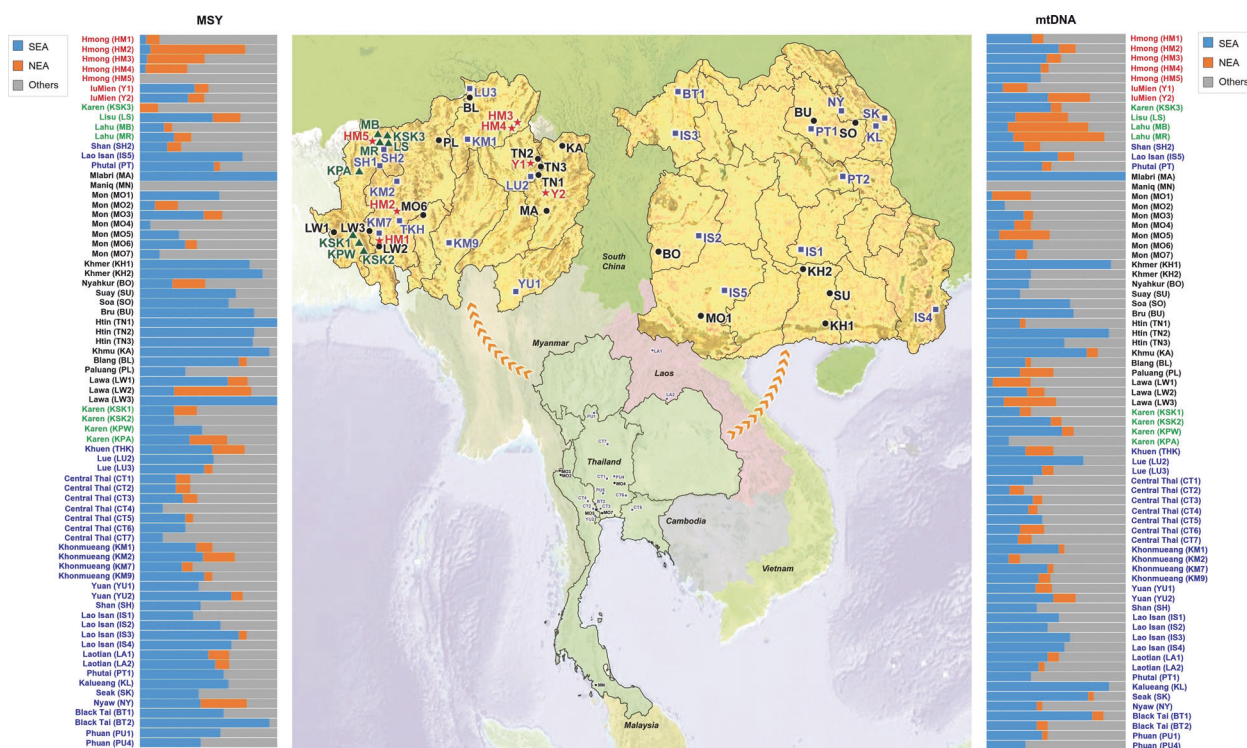 MSY
SEA
NEA
Others
Hmong (HM1)
Hmong (HM2)
Hmong (HM3)
Hmong (HM4)
Hmong (HM5)
IuMien (Y1)
IuMien (Y2)
Karen (KSK3)
Lisu (LS)
Lahu (MB)
Lahu (MR)
Shan (SH2)
Lao Isan (IS5)
Phutai (PT)
Mlabri (MA)
Maniq (MN)
Mon (MO1)
Mon (MO2)
Mon (MO3)
Mon (MO4)
Mon (MO5)
Mon (MO6)
Mon (MO7)
Khmer (KH1)
Khmer (KH2)
Nyahkur (BO)
Suay (SU)
Soa (SO)
Bru (BU)
Htin (TN1)
Htin (TN2)
Htin (TN3)
Khmu (KA)
Blang (BL)
Paluang (PL)
Lawa (LW1)
Lawa (LW2)
Lawa (LW3)
Karen (KSK1)
Karen (KSK2)
Karen (KPW)
Karen (KPA)
Khuen (THK)
Lue (LU2)
Lue (LU3)
Central Thai (CT1)
Central Thai (CT2)
Central Thai (CT3)
Central Thai (CT4)
Central Thai (CT5)
Central Thai (CT6)
Central Thai (CT7)
Khonmueang (KM1)
Khonmueang (KM2)
Khonmueang (KM7)
Khonmueang (KM9)
Yuan (YU1)
Yuan (YU2)
Shan (SH)
Lao Isan (IS1)
Lao Isan (IS2)
Lao Isan (IS3)
Lao Isan (IS4)
Laotian (LA1)
Laotian (LA2)
Phutai (PT1)
Kalueang (KL)
Seak (SK)
Nyaw (NY)
Black Tai (BT1)
Black Tai (BT2)
Phuan (PU1)
Phuan (PU4)
LU3
BL
HM3
HM4
MB
KSK3
HM5
LS
MR
SH2
SH1
KPA
PL
KM1
KA
TN2
Y1
TN3
TN1
LU2
Y2
MA
KM2
HM2
MO6
LW1
LW3
KM7
TKH
HM1
KSK1
LW2
KPW
KSK2
KM9
YU1
BT1
IS3
BU
NY
SK
PT1
SO
KL
PT2
IS2
BO
IS1
KH2
IS5
SU
MO1
KH1
IS4
South
China
Myanmar
LA1
Laos
LA2
PU1
CT7
Thailand
MO3
MO2
CT1
PU4
MO4
PU5
CT4
BT2
CT6
CT2
CT3
CT5
MO5
MO7
YU2
Cambodia
Vietnam
MN
Malaysia
mtDNA
SEA
NEA
Others
Hmong (HM1)
Hmong (HM2)
Hmong (HM3)
Hmong (HM4)
Hmong (HM5)
IuMien (Y1)
IuMien (Y2)
Karen (KSK3)
Lisu (LS)
Lahu (MB)
Lahu (MR)
Shan (SH2)
Lao Isan (IS5)
Phutai (PT)
Mlabri (MA)
Maniq (MN)
Mon (MO1)
Mon (MO2)
Mon (MO3)
Mon (MO4)
Mon (MO5)
Mon (MO6)
Mon (MO7)
Khmer (KH1)
Khmer (KH2)
Nyahkur (BO)
Suay (SU)
Soa (SO)
Bru (BU)
Htin (TN1)
Htin (TN2)
Htin (TN3)
Khmu (KA)
Blang (BL)
Paluang (PL)
Lawa (LW1)
Lawa (LW2)
Lawa (LW3)
Karen (KSK1)
Karen (KSK2)
Karen (KPW)
Karen (KPA)
Khuen (THK)
Lue (LU2)
Lue (LU3)
Central Thai (CT1)
Central Thai (CT2)
Central Thai (CT3)
Central Thai (CT4)
Central Thai (CT5)
Central Thai (CT6)
Central Thai (CT7)
Khonmueang (KM1)
Khonmueang (KM2)
Khonmueang (KM7)
Khonmueang (KM9)
Yuan (YU1)
Yuan (YU2)
Shan (SH)
Lao Isan (IS1)
Lao Isan (IS2)
Lao Isan (IS3)
Lao Isan (IS4)
Laotian (LA1)
Laotian (LA2)
Phutai (PT1)
Kalueang (KL)
Seak (SK)
Nyaw (NY)
Black Tai (BT1)
Black Tai (BT2)
Phuan (PU1)
Phuan (PU4)